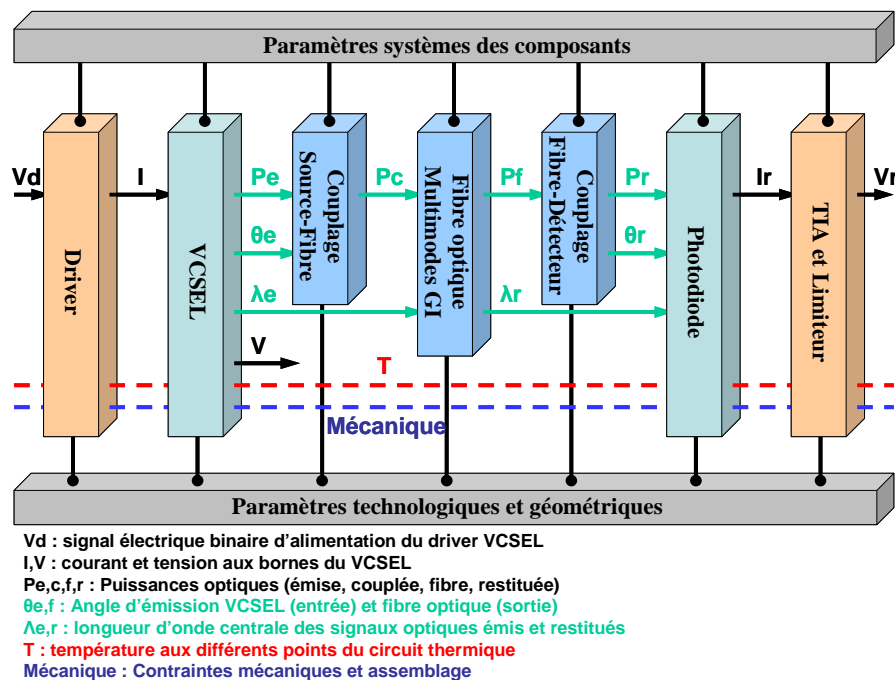 Paramètres systèmes des composants
Vd
I
Pe
Pc
Pf
Pr
Ir
Vr
θe
θr
λe
λr
V
T
Mécanique
Driver
VCSEL
Couplage
Source-Fibre
Fibre optique
Multimodes GI
Couplage
Fibre-Détecteur
Photodiode
TIA et Limiteur
Paramètres technologiques et géométriques
Vd : signal électrique binaire d'alimentation du driver VCSEL
I,V : courant et tension aux bornes du VCSEL
Pe,c,f,r : Puissances optiques (émise, couplée, fibre, restituée)
θe,f : Angle d'émission VCSEL (entrée) et fibre optique (sortie)
Λe,r : longueur d'onde centrale des signaux optiques émis et restitués
T : température aux différents points du circuit thermique
Mécanique : Contraintes mécaniques et assemblage